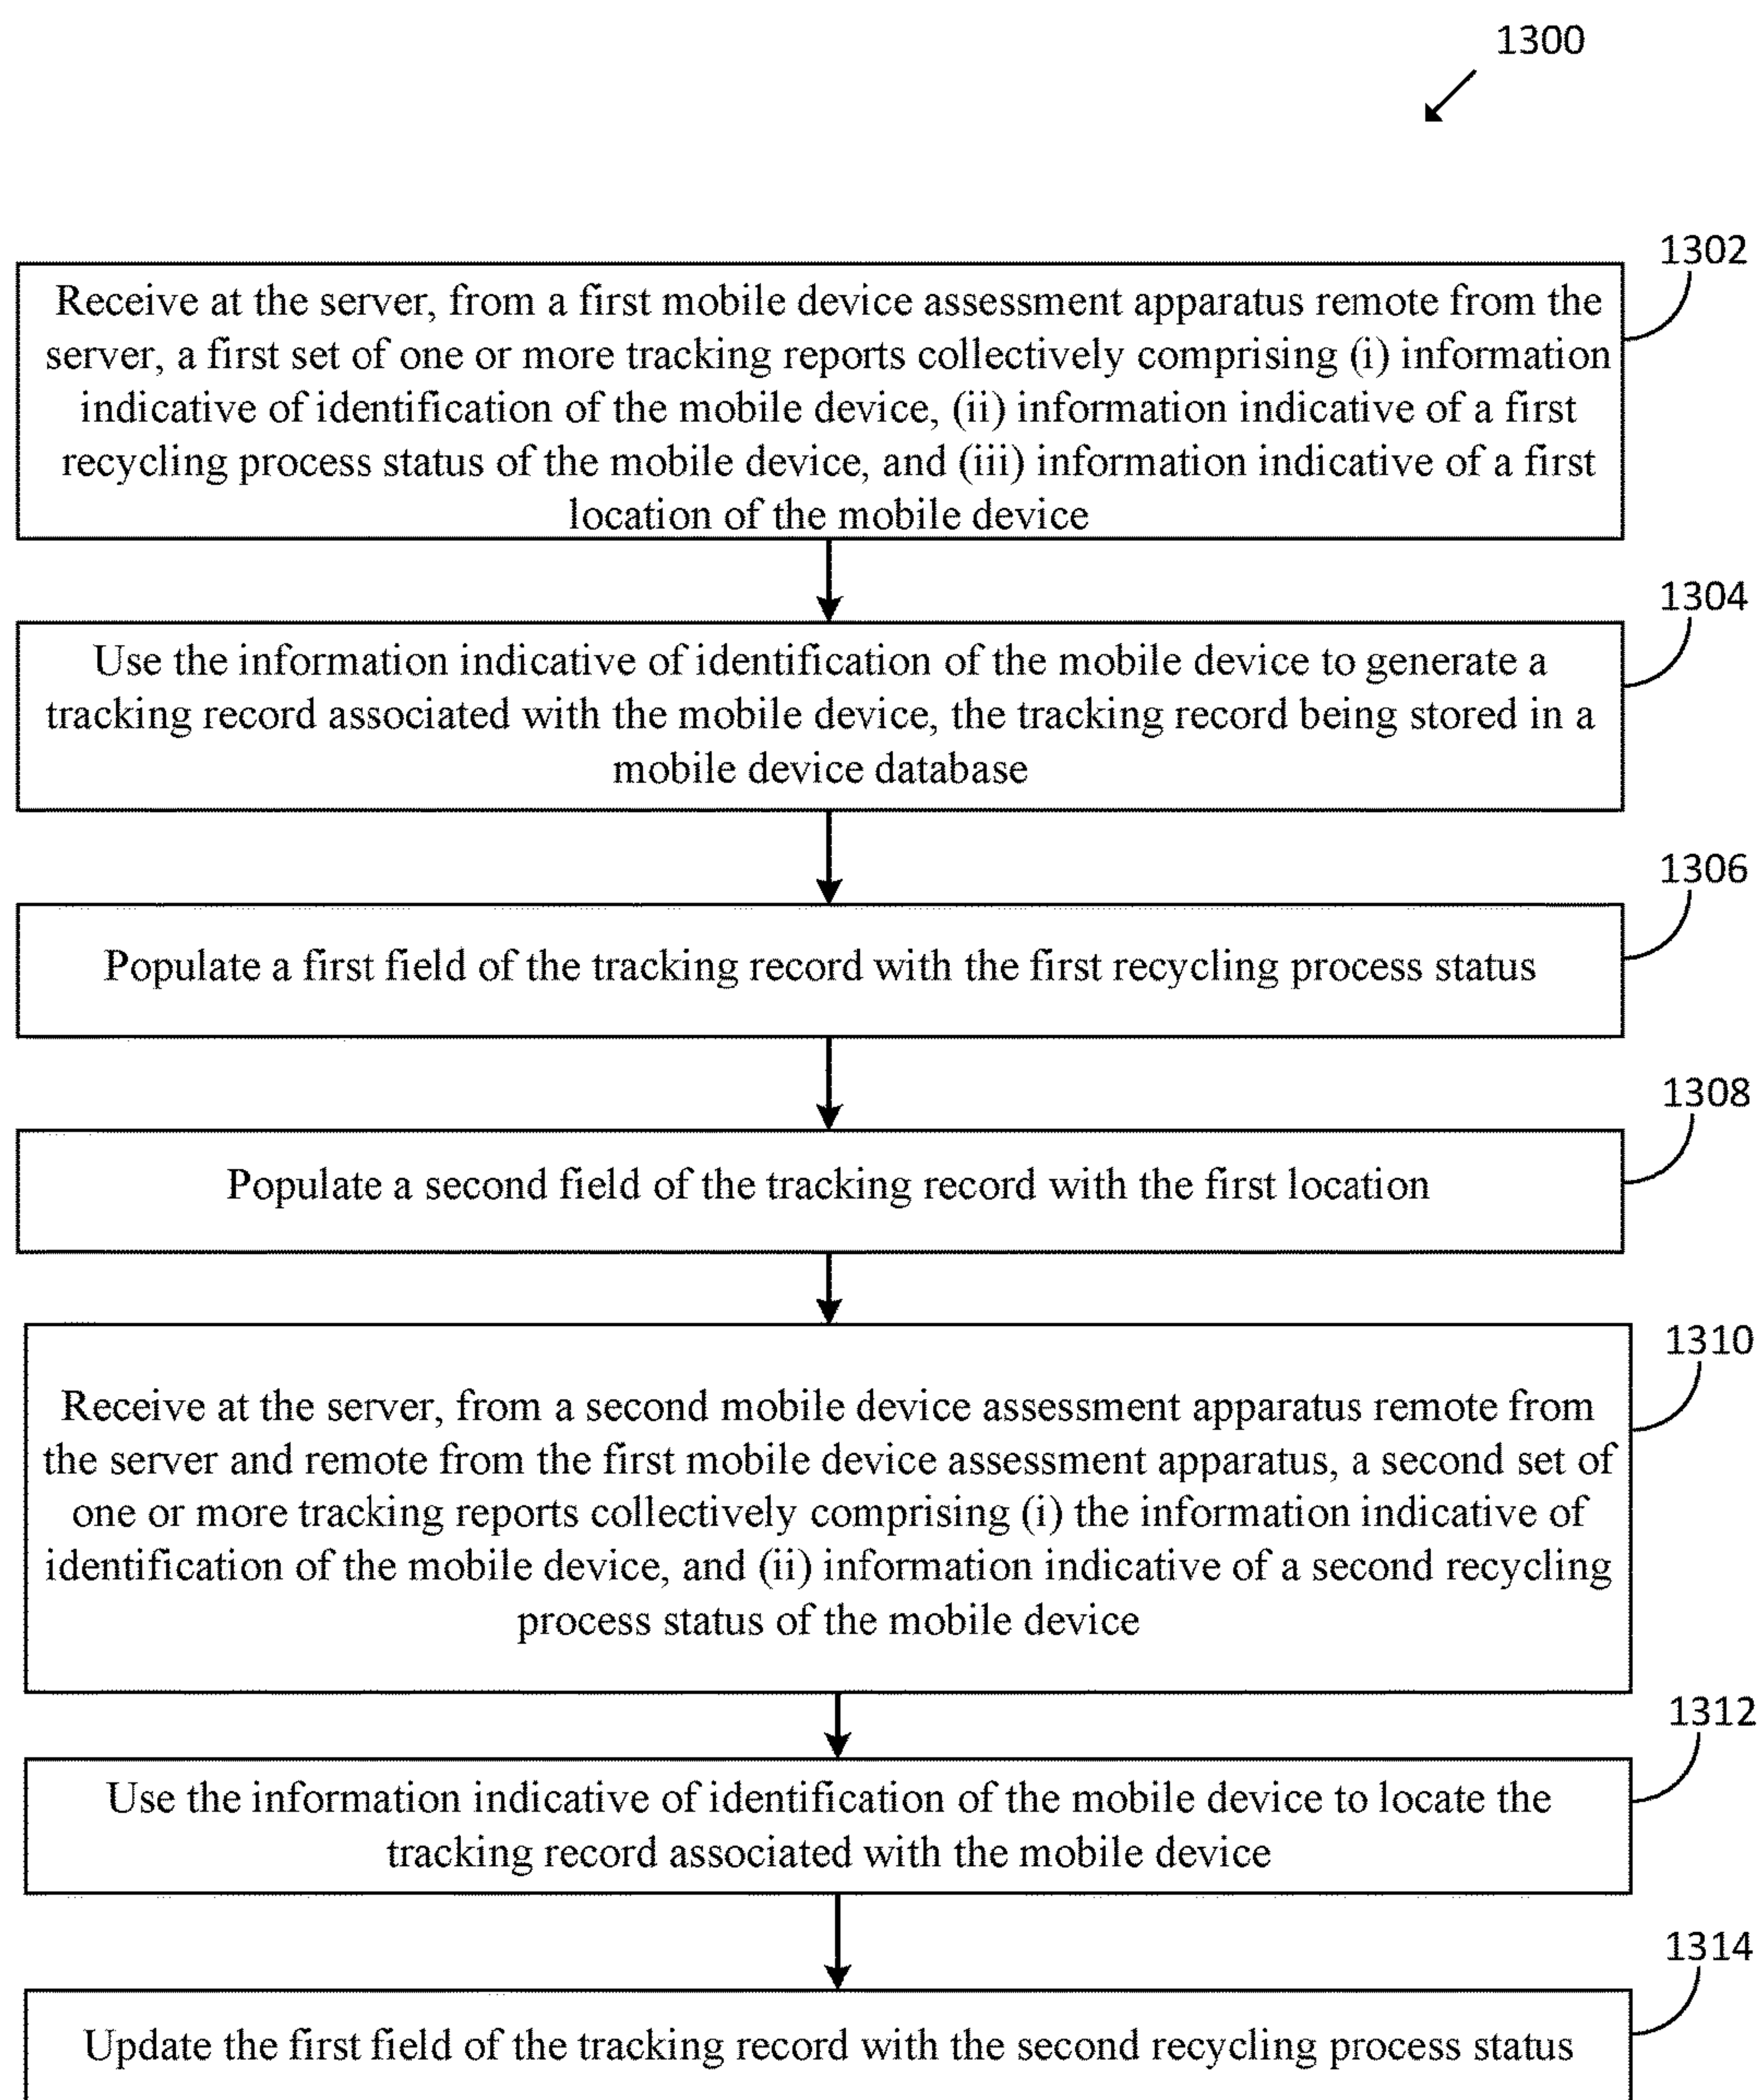 1300
1302
Receive at the server, from a first mobile device assessment apparatus remote from the
server, a first set of one or more tracking reports collectively comprising (i) information
indicative of identification of the mobile device, (ii) information indicative of a first
recycling process status of the mobile device, and (iii) information indicative of a first
location of the mobile device
1304
Use the information indicative of identification of the mobile device to generate a
tracking record associated with the mobile device, the tracking record being stored in a
mobile device database
1306
Populate a first field of the tracking record with the first recycling process status
1308
Populate a second field of the tracking record with the first location
1310
Receive at the server, from a second mobile device assessment apparatus remote from
the server and remote from the first mobile device assessment apparatus, a second set of
one or more tracking reports collectively comprising (i) the information indicative of
identification of the mobile device, and (ii) information indicative of a second recycling
process status of the mobile device
1312
Use the information indicative of identification of the mobile device to locate the
tracking record associated with the mobile device
1314
Update the first field of the tracking record with the second recycling process status